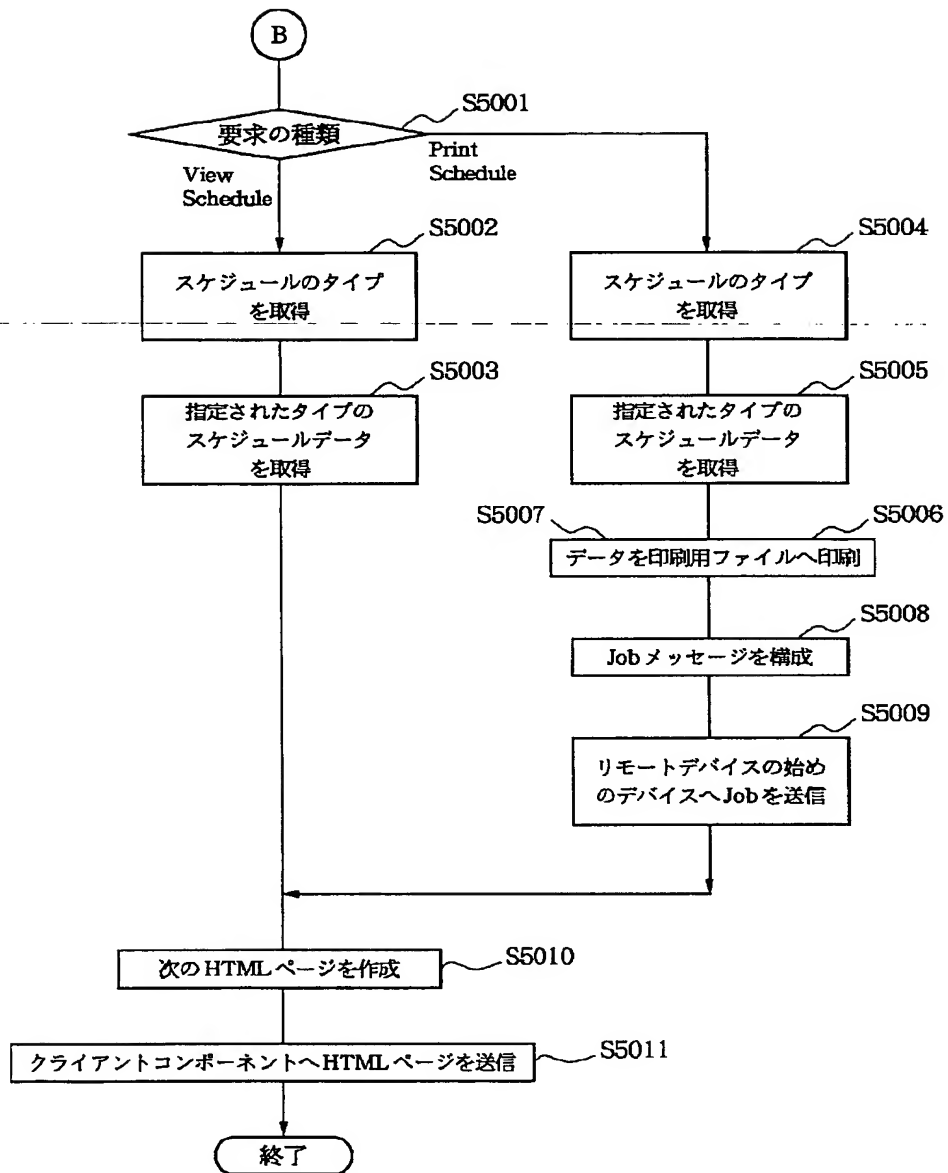 B
S5001
要求の種類
View
Schedule
Print
Schedule
S5002
スケジュールのタイプ
を取得
S5004
スケジュールのタイプ
を取得
S5003
指定されたタイプの
スケジュールデータ
を取得
S5005
指定されたタイプの
スケジュールデータ
を取得
S5007
S5006
データを印刷用ファイルへ印刷
S5008
Jobメッセージを構成
S5009
リモートデバイスの始め
のデバイスへJobを送信
次のHTMLページを作成
S5010
クライアントコンポーネントへHTMLページを送信
S5011
終了